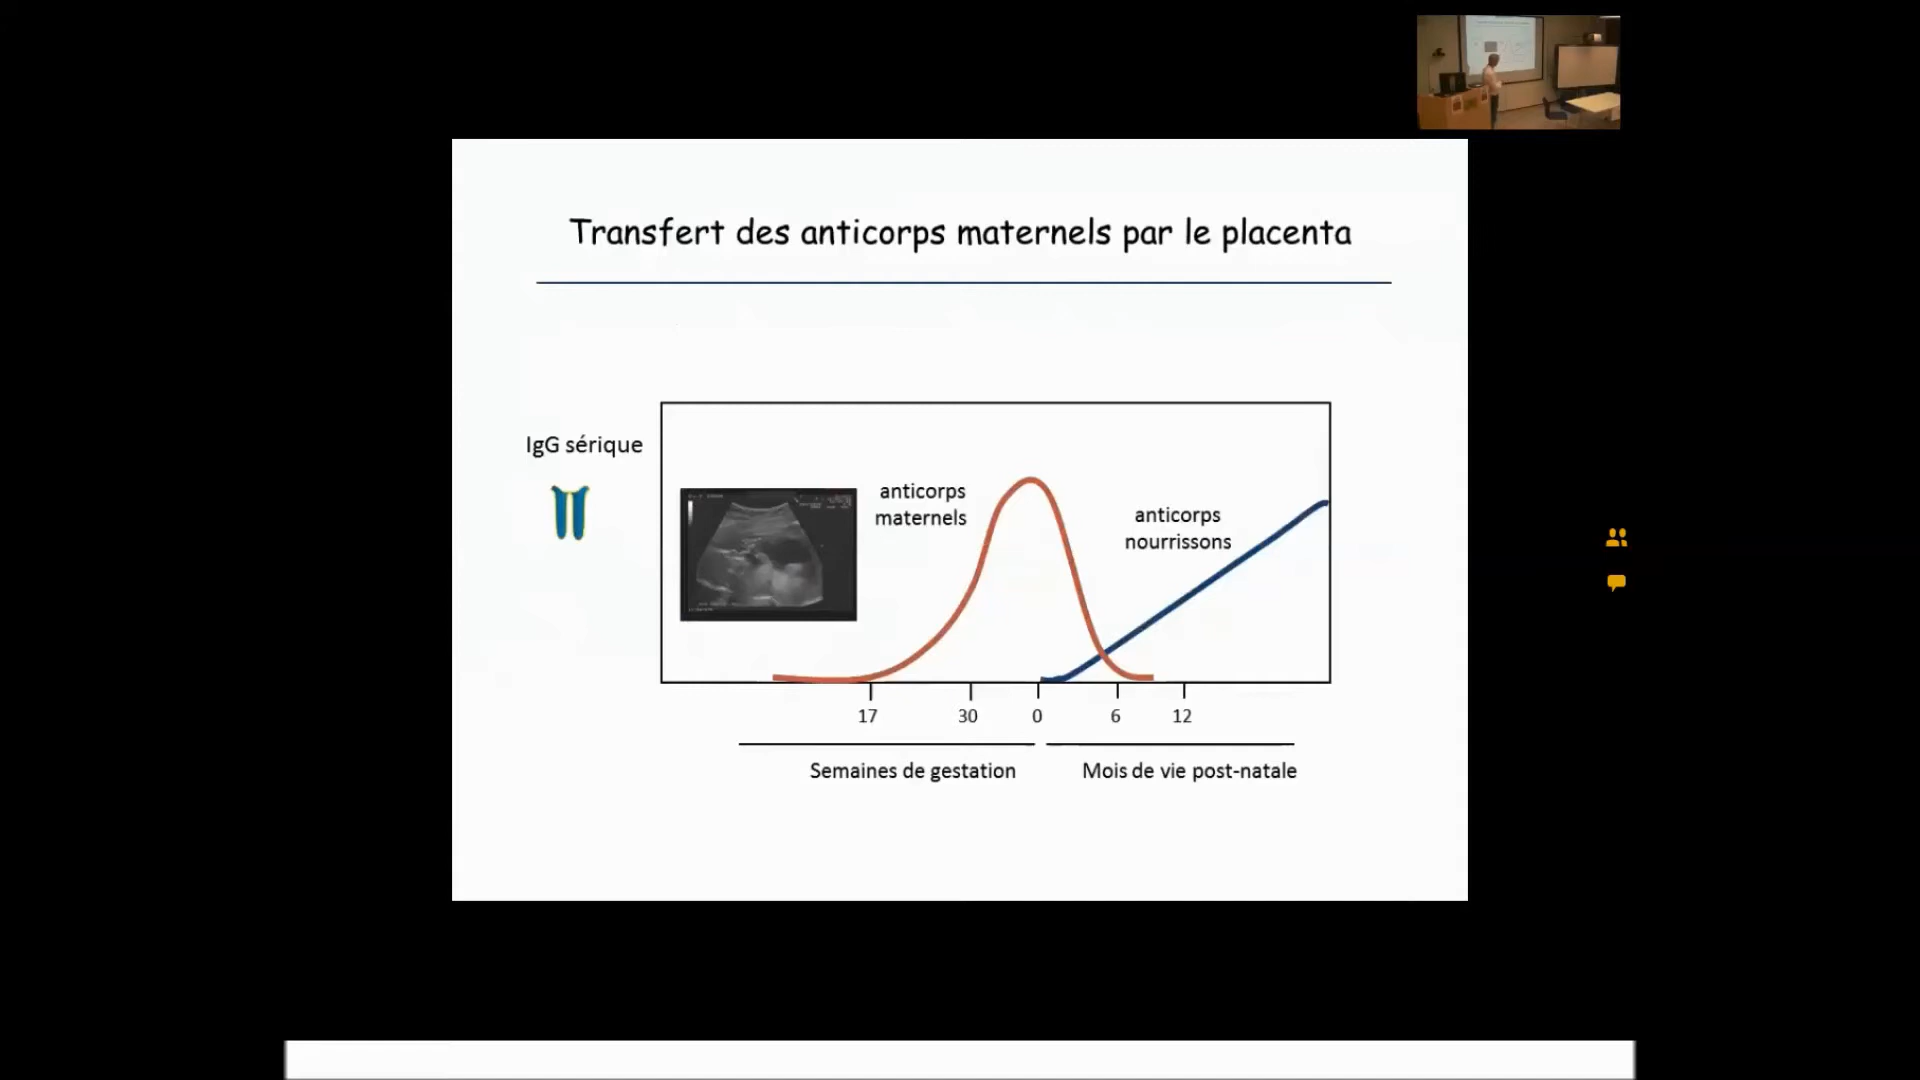 Transfert des anticorps maternels par le placenta
IgG sérique
anticorps
maternels
anticorps
nourrissons
17
30
0
6
12
Semaines de gestation
Mois de vie post-natale